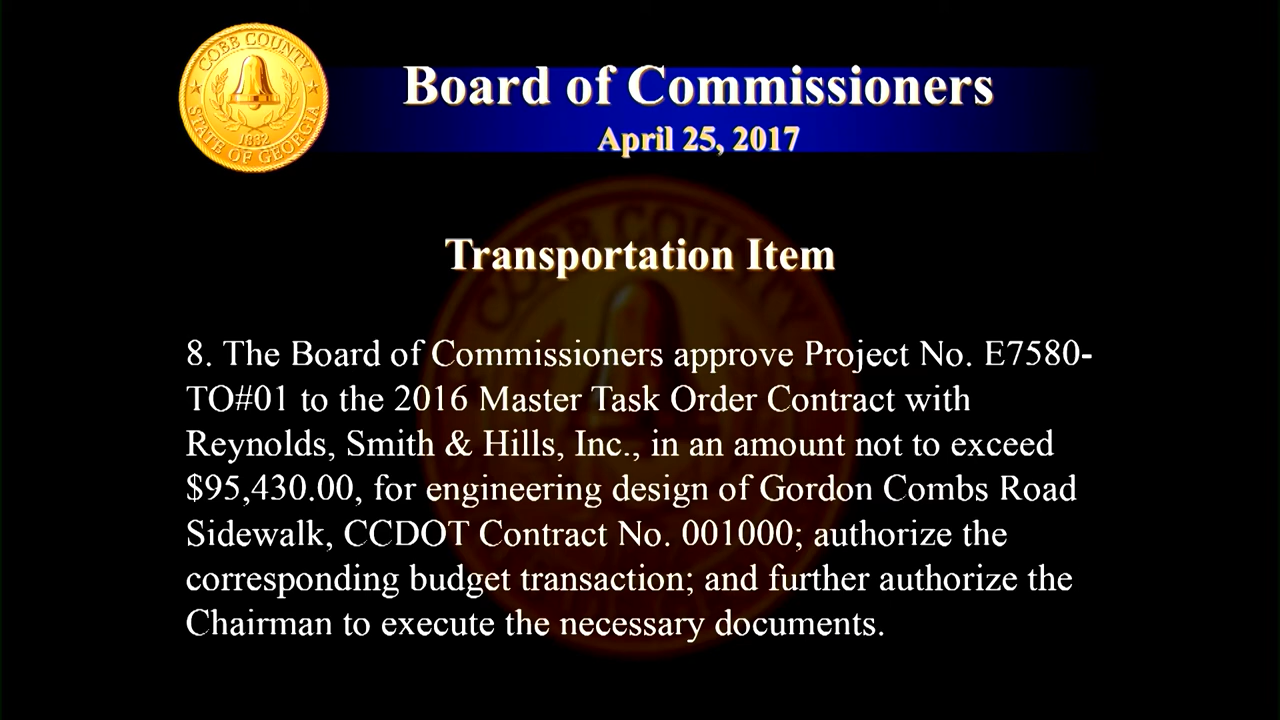 COBB COUNTY
STATE OF GEORGIA
1832
Board of Commissioners
April 25, 2017
COBB COUNTY
Transportation Item
8. The Board of Commissioners approve Project No. E7580-
TO#01 to the 2016 Master Task Order Contract with
Reynolds, Smith & Hills, Inc., in an amount not to exceed
$95,430.00, for engineering design of Gordon Combs Road
Sidewalk, CCDOT Contract No. 001000; authorize the
corresponding budget transaction; and further authorize the
Chairman to execute the necessary documents.